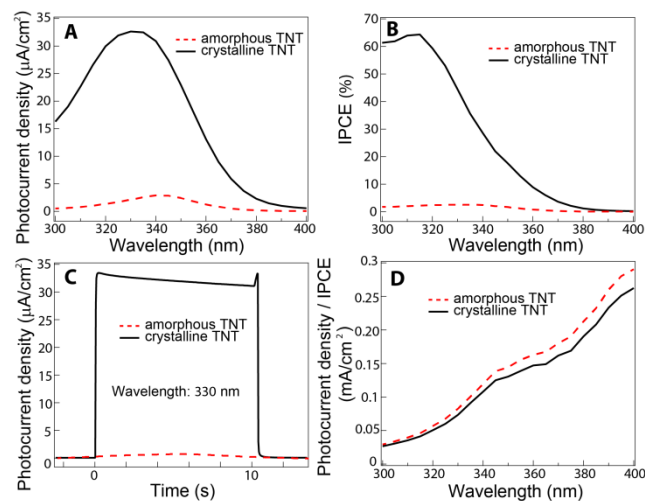 A
amorphous TNT
crystalline TNT
Photocurrent density (µA/cm²)
35
30
25
20
15
10
5
0
300 320 340 360 380 400
Wavelength (nm)
B
amorphous TNT
crystalline TNT
IPCE (%)
70
60
50
40
30
20
10
0
300 320 340 360 380 400
Wavelength (nm)
C
amorphous TNT
crystalline TNT
Wavelength: 330 nm
Photocurrent density (µA/cm²)
35
30
25
20
15
10
5
0
0 10
Time (s)
D
amorphous TNT
crystalline TNT
Photocurrent density / IPCE
(mA/cm²)
0.3
0.25
0.20
0.15
0.10
0.05
0
300 320 340 360 380 400
Wavelength (nm)